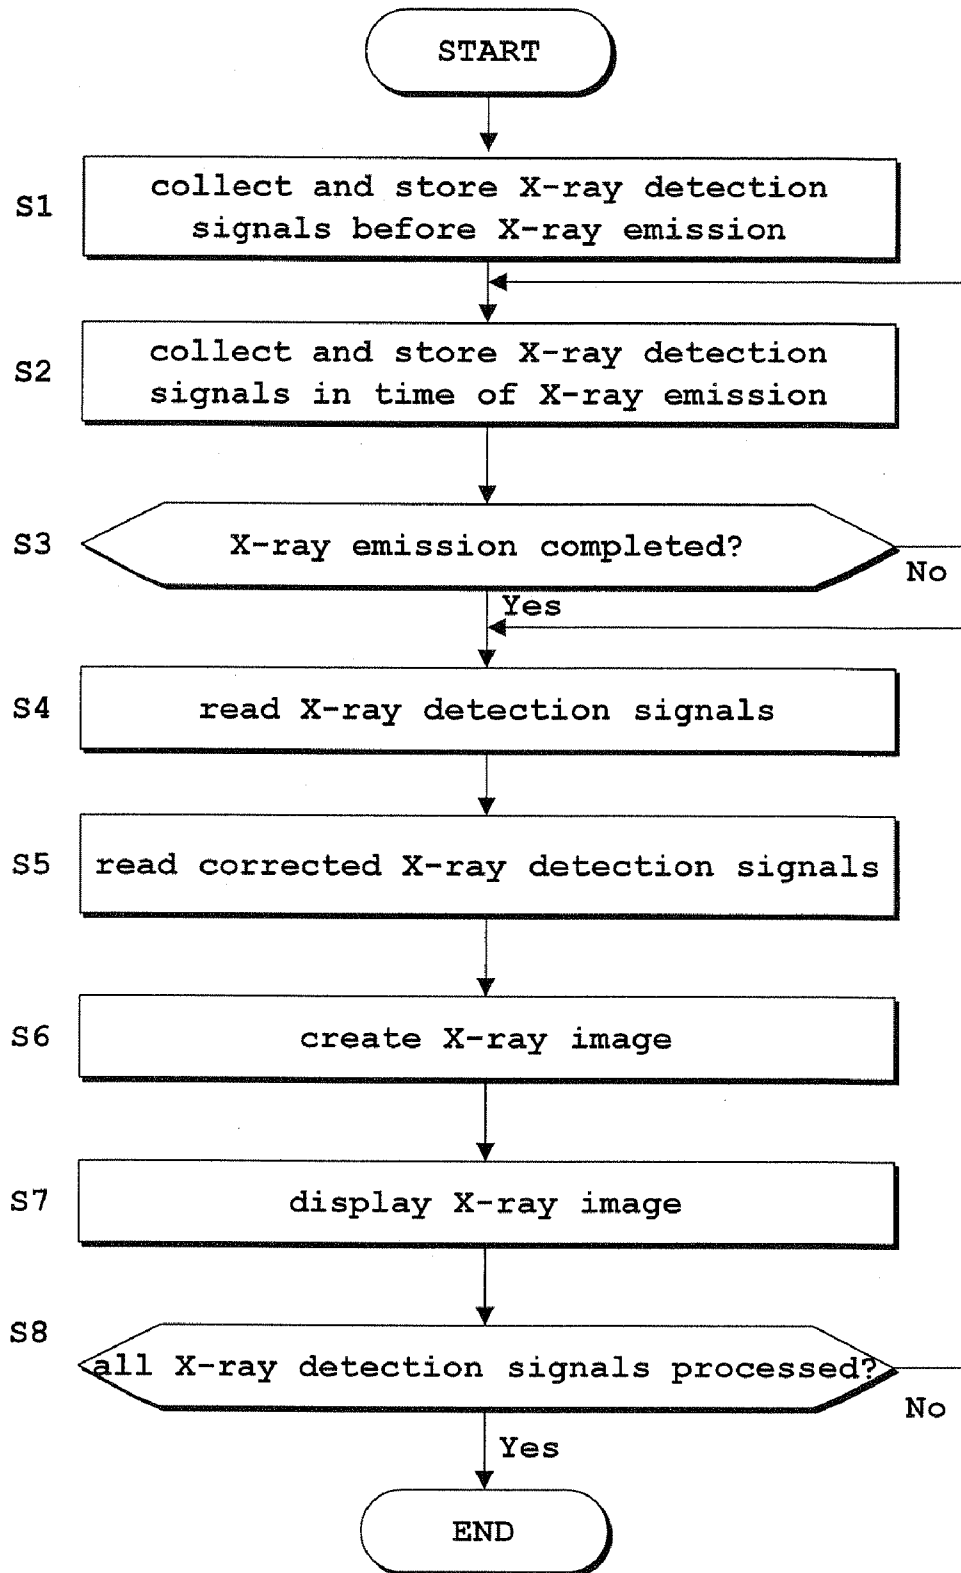 START
S1
collect and store X-ray detection
signals before X-ray emission
S2
collect and store X-ray detection
signals in time of X-ray emission
S3
X-ray emission completed?
No
Yes
S4
read X-ray detection signals
S5
read corrected X-ray detection signals
S6
create X-ray image
S7
display X-ray image
S8
all X-ray detection signals processed?
No
Yes
END